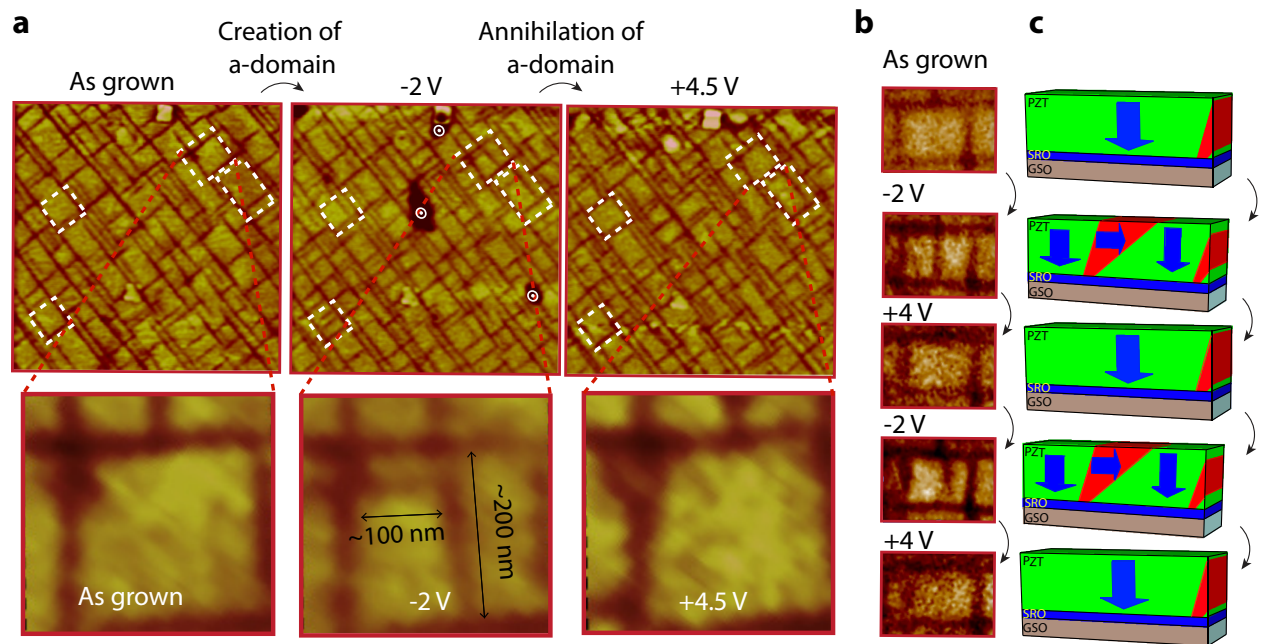 a
Creation of
a-domain
Annihilation of
a-domain
As grown
-2 V
+4.5 V
As grown
~100 nm
~200 nm
-2 V
+4.5 V
b
As grown
-2 V
+4 V
-2 V
+4 V
c
PZT
SRO
GSO
PZT
SRO
GSO
PZT
SRO
GSO
PZT
SRO
GSO
PZT
SRO
GSO